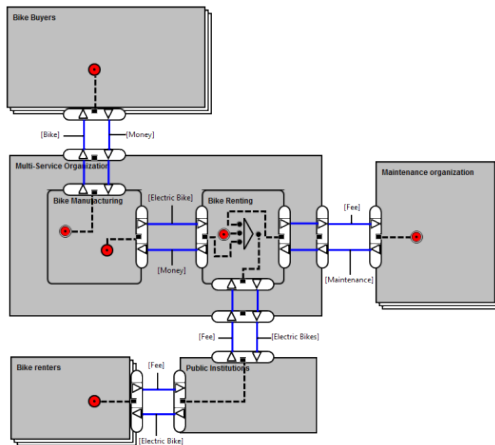 Bike Buyers
[Bike]
[Money]
Multi-Service Organization
Maintenance organization
Bike Manufacturing
[Electric Bike]
Bike Renting
[Fee]
[Money]
[Maintenance]
[Fee]
[Electric Bikes]
Bike renters
[Fee]
Public Institutions
[Electric Bike]